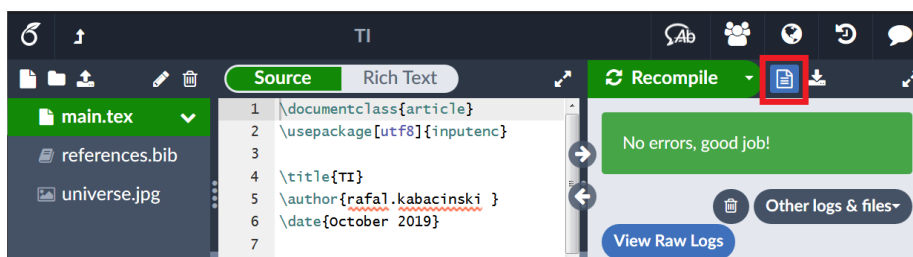 TI
Source
Rich Text
Recompile
main.tex
references.bib
universe.jpg
1 \documentclass{article}
2 \usepackage[utf8]{inputenc}
3
4 \title{TI}
5 \author{rafal.kabacinski }
6 \date{October 2019}
7
No errors, good job!
Other logs & files
View Raw Logs